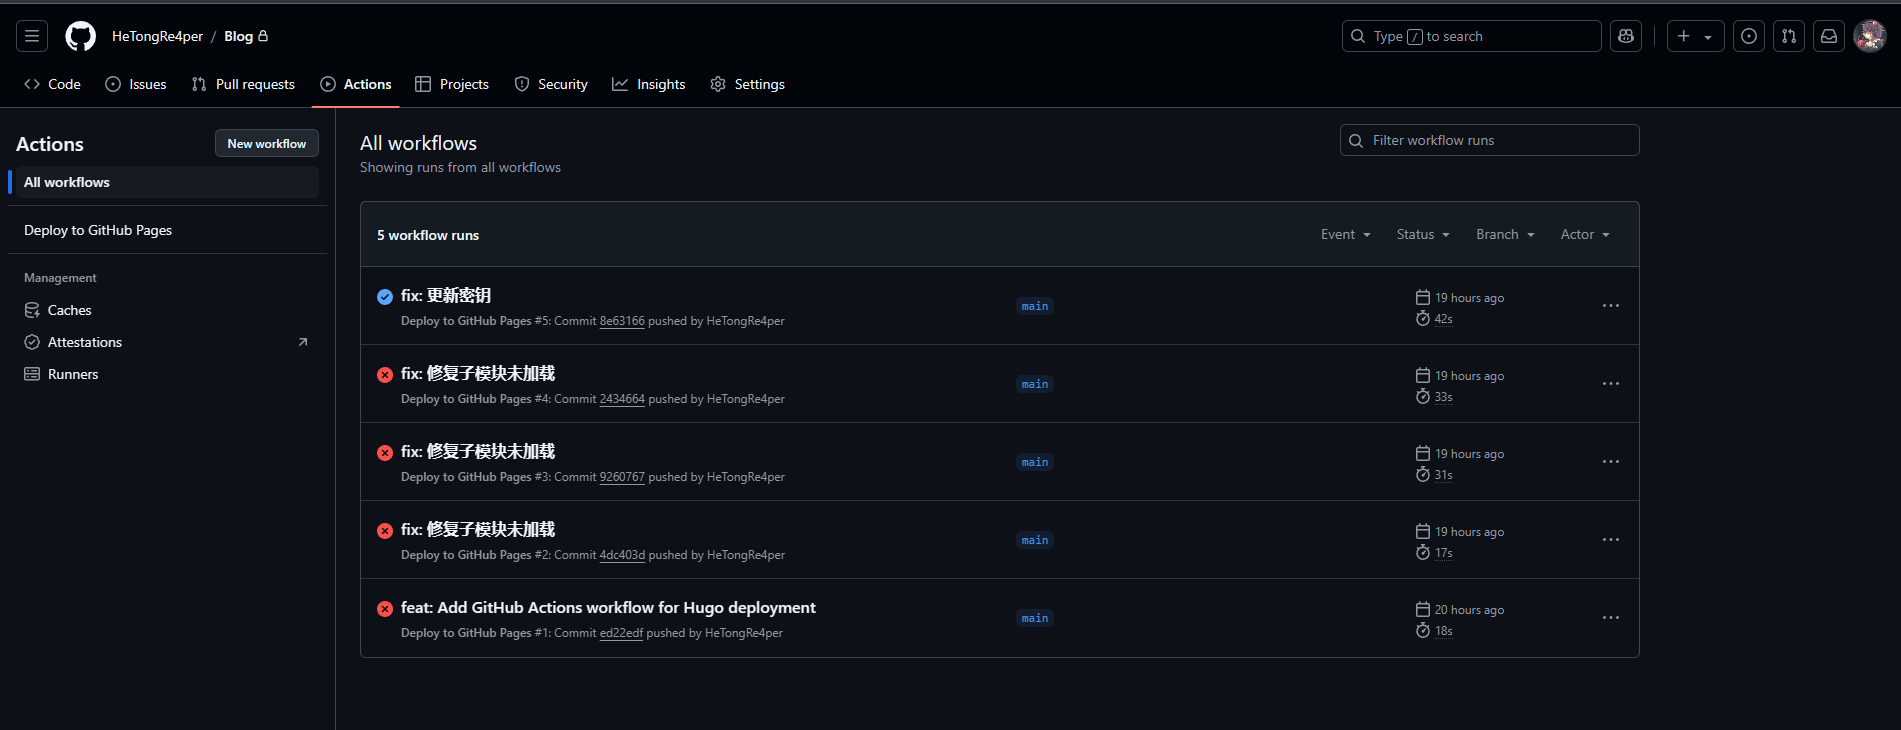 HeTongRe4per / Blog
Type / to search
Code
Issues
Pull requests
Actions
Projects
Security
Insights
Settings
Actions
New workflow
All workflows
Deploy to GitHub Pages
Management
Caches
Attestations
Runners
All workflows
Showing runs from all workflows
Filter workflow runs
5 workflow runs
Event
Status
Branch
Actor
fix: 更新密钥
Deploy to GitHub Pages #5: Commit 8e63166 pushed by HeTongRe4per
main
19 hours ago
42s
fix: 修复子模块未加载
Deploy to GitHub Pages #4: Commit 2434664 pushed by HeTongRe4per
main
19 hours ago
33s
fix: 修复子模块未加载
Deploy to GitHub Pages #3: Commit 9260767 pushed by HeTongRe4per
main
19 hours ago
31s
fix: 修复子模块未加载
Deploy to GitHub Pages #2: Commit 4dc403d pushed by HeTongRe4per
main
19 hours ago
17s
feat: Add GitHub Actions workflow for Hugo deployment
Deploy to GitHub Pages #1: Commit ed22edf pushed by HeTongRe4per
main
20 hours ago
18s